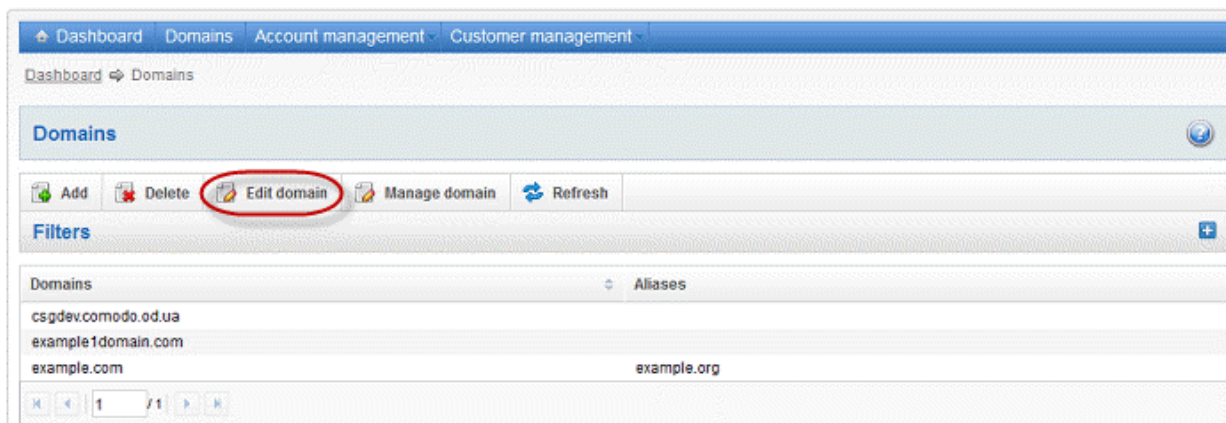 Dashboard Domains Account management Customer management
Dashboard Domains
Domains
Add Delete Edit domain Manage domain Refresh
Filters
Domains Aliases
csgdev.comodo.od.ua
example1domain.com
example.com example.org
1 / 1